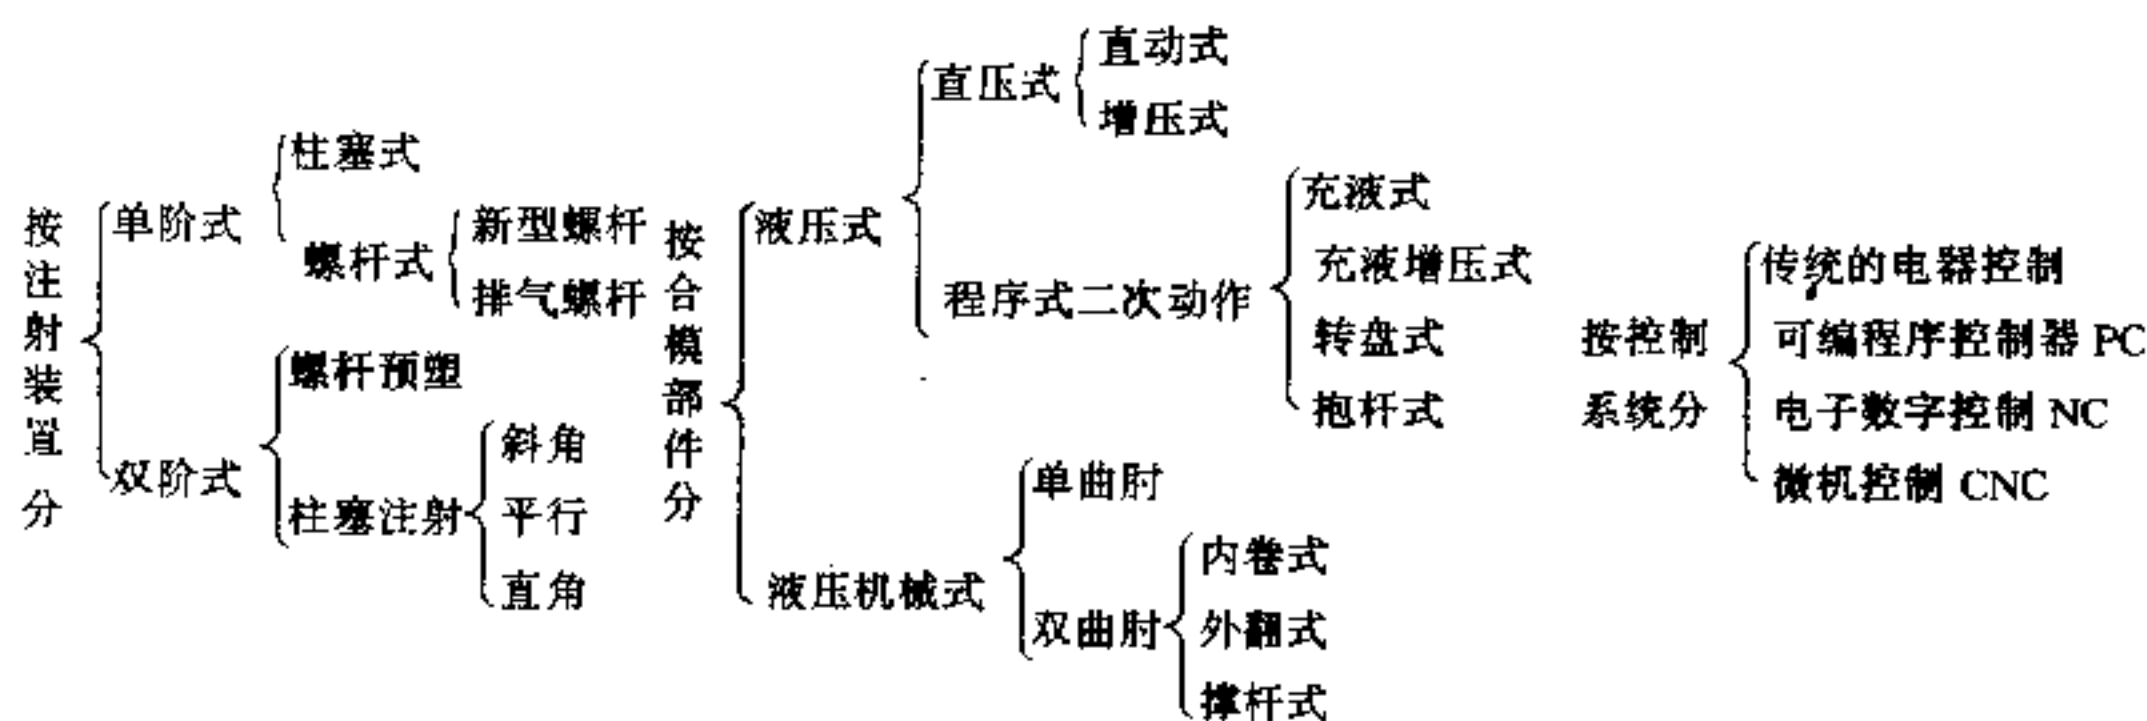 按注射装置分
单阶式
柱塞式
螺杆式
新型螺杆
排气螺杆
双阶式
螺杆预塑
柱塞注射
斜角
平行
直角
按合模部件分
液压式
直压式
直动式
增压式
程序式二次动作
充液式
充液增压式
转盘式
抱杆式
液压机械式
单曲肘
双曲肘
内卷式
外翻式
撑杆式
按控制
系统分
传统的电器控制
可编程序控制器 PC
电子数字控制 NC
微机控制 CNC